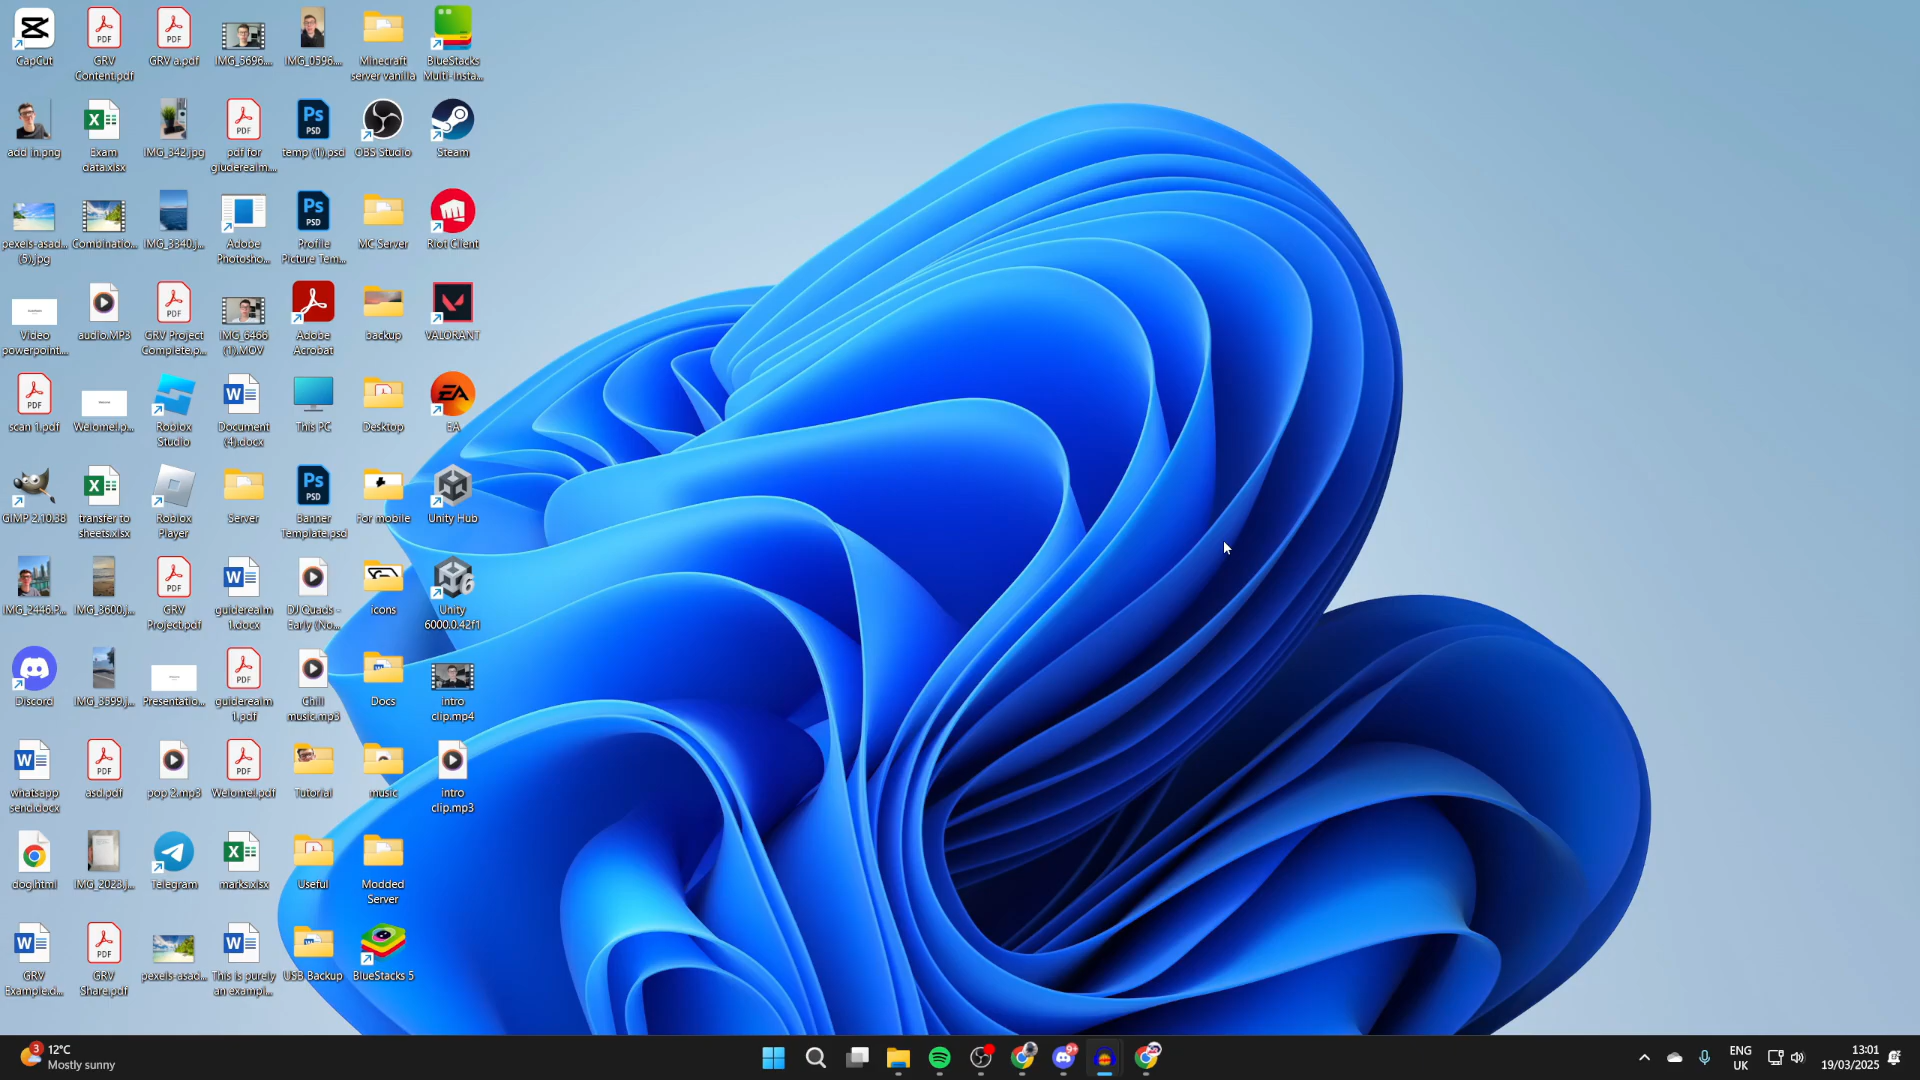 CapCut
GRV
Content.pdf
GRV a.pdf
IMG_5696....
IMG_0596....
Minecraft
server vanilla
BlueStacks
Multi-Insta...
add in.png
Exam
data.xlsx
IMG_342.jpg
pdf for
giuderealm....
temp (1).psd
OBS Studio
Steam
pexels-asad...
(5).jpg
Combinatio...
IMG_3340.j...
Adobe
Photosho...
Profile
Picture Tem...
MC Server
Riot Client
Video
powerpoint...
audio.MP3
GRV Project
Complete.p...
IMG_6466
(1).MOV
Adobe
Acrobat
backup
VALORANT
scan 1.pdf
Welome!.p...
Roblox
Studio
Document
(4).docx
This PC
Desktop
EA
GIMP 2.10.38
transfer to
sheets.xlsx
Roblox
Player
Server
Banner
Template.psd
For mobile
Unity Hub
IMG_2446.P...
IMG_3600.j...
GRV
Project.pdf
guiderealm
1.docx
DJ Quads -
Early (No...
icons
Unity
6000.0.42f1
Discord
IMG_3399.j...
Presentatio...
guiderealm
1.pdf
Chill
music.mp3
Docs
intro
clip.mp4
whatsapp
send.docx
asd.pdf
pop 2.mp3
Welome!.pdf
Tutorial
music
intro
clip.mp3
dog.html
IMG_2023.j...
Telegram
marks.xlsx
Useful
Modded
Server
GRV
Example.d...
GRV
Share.pdf
pexels-asad...
This is purely
an exampl...
USB Backup
BlueStacks 5
3
12°C
Mostly sunny
9+
ENG
UK
13:01
19/03/2025